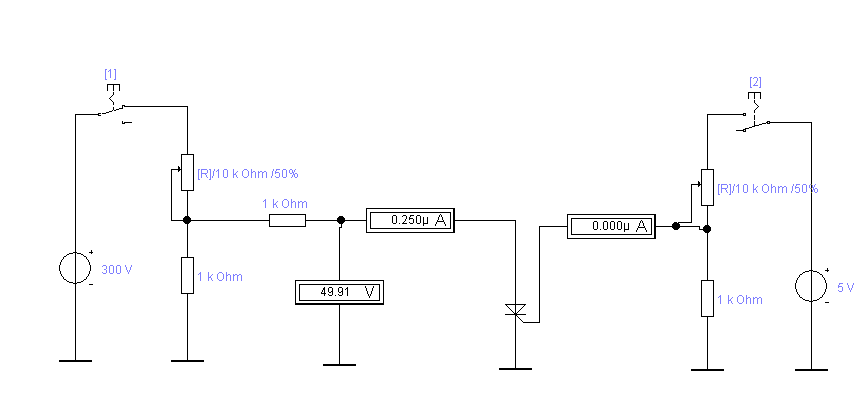 [1]
[2]
[R]/10 k Ohm /50%
[R]/10 k Ohm /50%
1 k Ohm
0.250µ A
0.000µ A
300 V
1 k Ohm
49.91 V
1 k Ohm
5 V
+
-
+
-